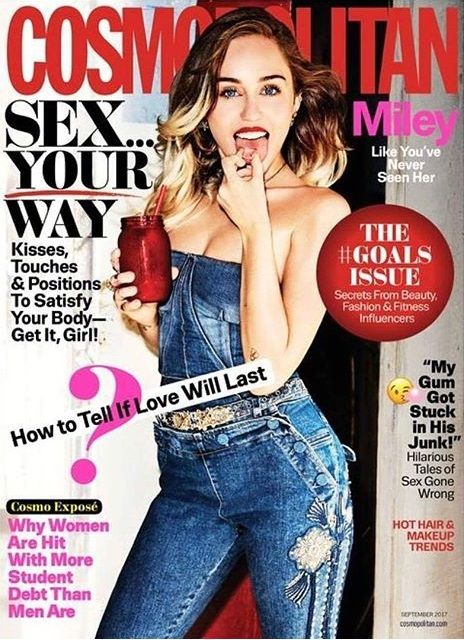 COSMOPOLITAN
SEX...
YOUR
WAY
Kisses,
Touches
& Positions
To Satisfy
Your Body—
Get It, Girl!
Miley
Like You've
Never
Seen Her
THE
#GOALS
ISSUE
Secrets From Beauty,
Fashion & Fitness
Influencers
?
How to Tell If Love Will Last
"My
Gum
Got
Stuck
in His
Junk!"
Hilarious
Tales of
Sex Gone
Wrong
Cosmo Exposé
Why Women
Are Hit
With More
Student
Debt Than
Men Are
HOT HAIR &
MAKEUP
TRENDS
SEPTEMBER 2017
cosmopolitan.com